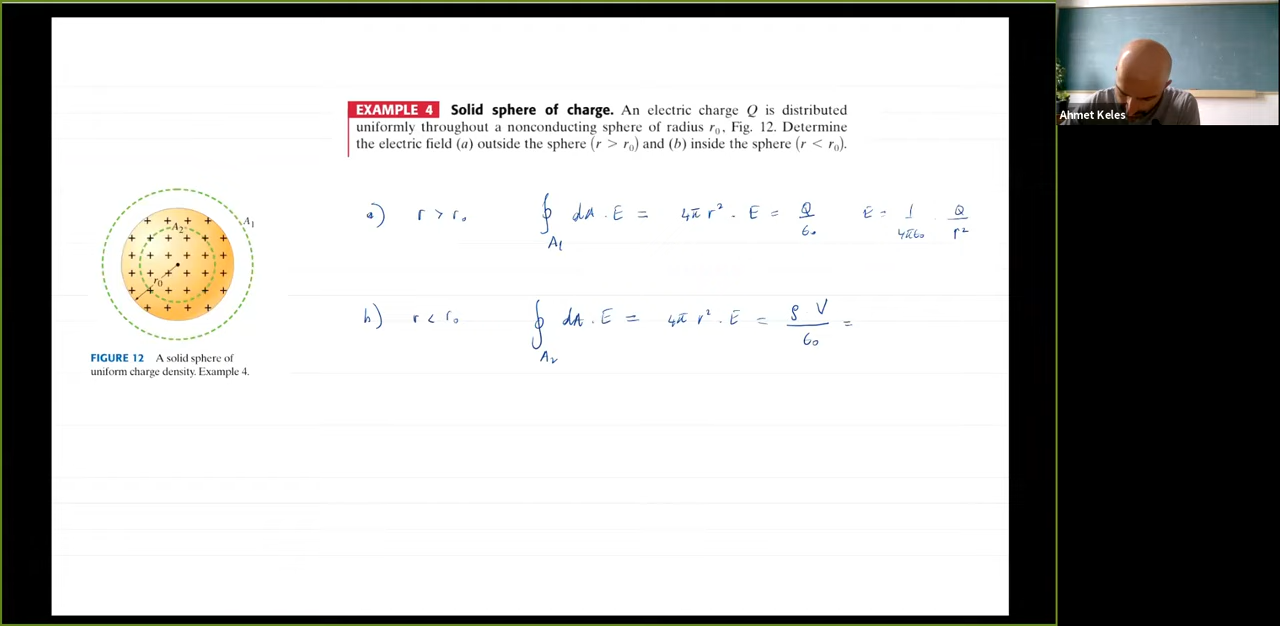 EXAMPLE 4 Solid sphere of charge. An electric charge Q is distributed
uniformly throughout a nonconducting sphere of radius r₀, Fig. 12. Determine
the electric field (a) outside the sphere (r > r₀) and (b) inside the sphere (r < r₀).
A₁
A₂
r₀
FIGURE 12 A solid sphere of
uniform charge density. Example 4.
a) r > r₀ ∮_A₁ dA . E = 4π r² . E = Q/ε₀ E = 1/4πε₀ . Q/r²
b) r < r₀ ∮_A₂ dA . E = 4π r² . E = ρ V/ε₀ =
Ahmet Keles